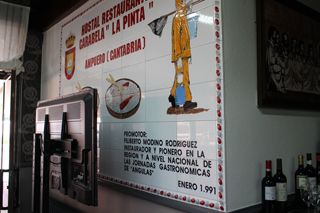 HOSTAL RESTAURANTE
CARABELA "LA PINTA"
AMPUERO (CANTABRIA)
PROMOTOR:
FILIBERTO MODINO RODRIGUEZ
INSTAURADOR Y PIONERO EN LA
REGION Y A NIVEL NACIONAL DE
LAS JORNADAS GASTRONOMICAS
DE "ANGULAS"
ENERO 1.991